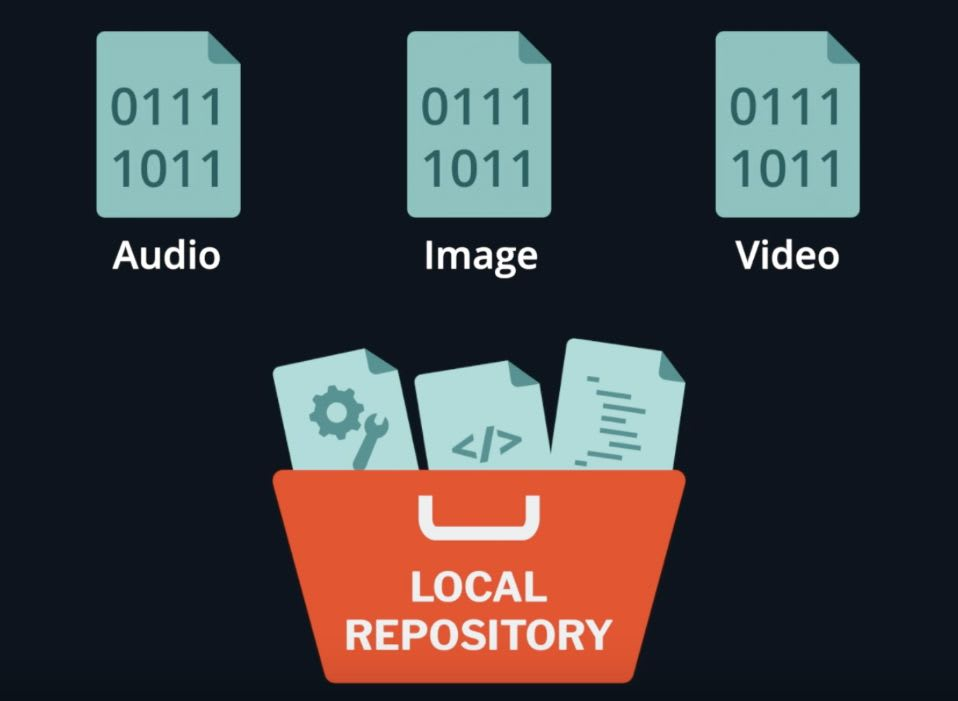 0111
1011
0111
1011
0111
1011
Audio
Image
Video
</>
LOCAL
REPOSITORY